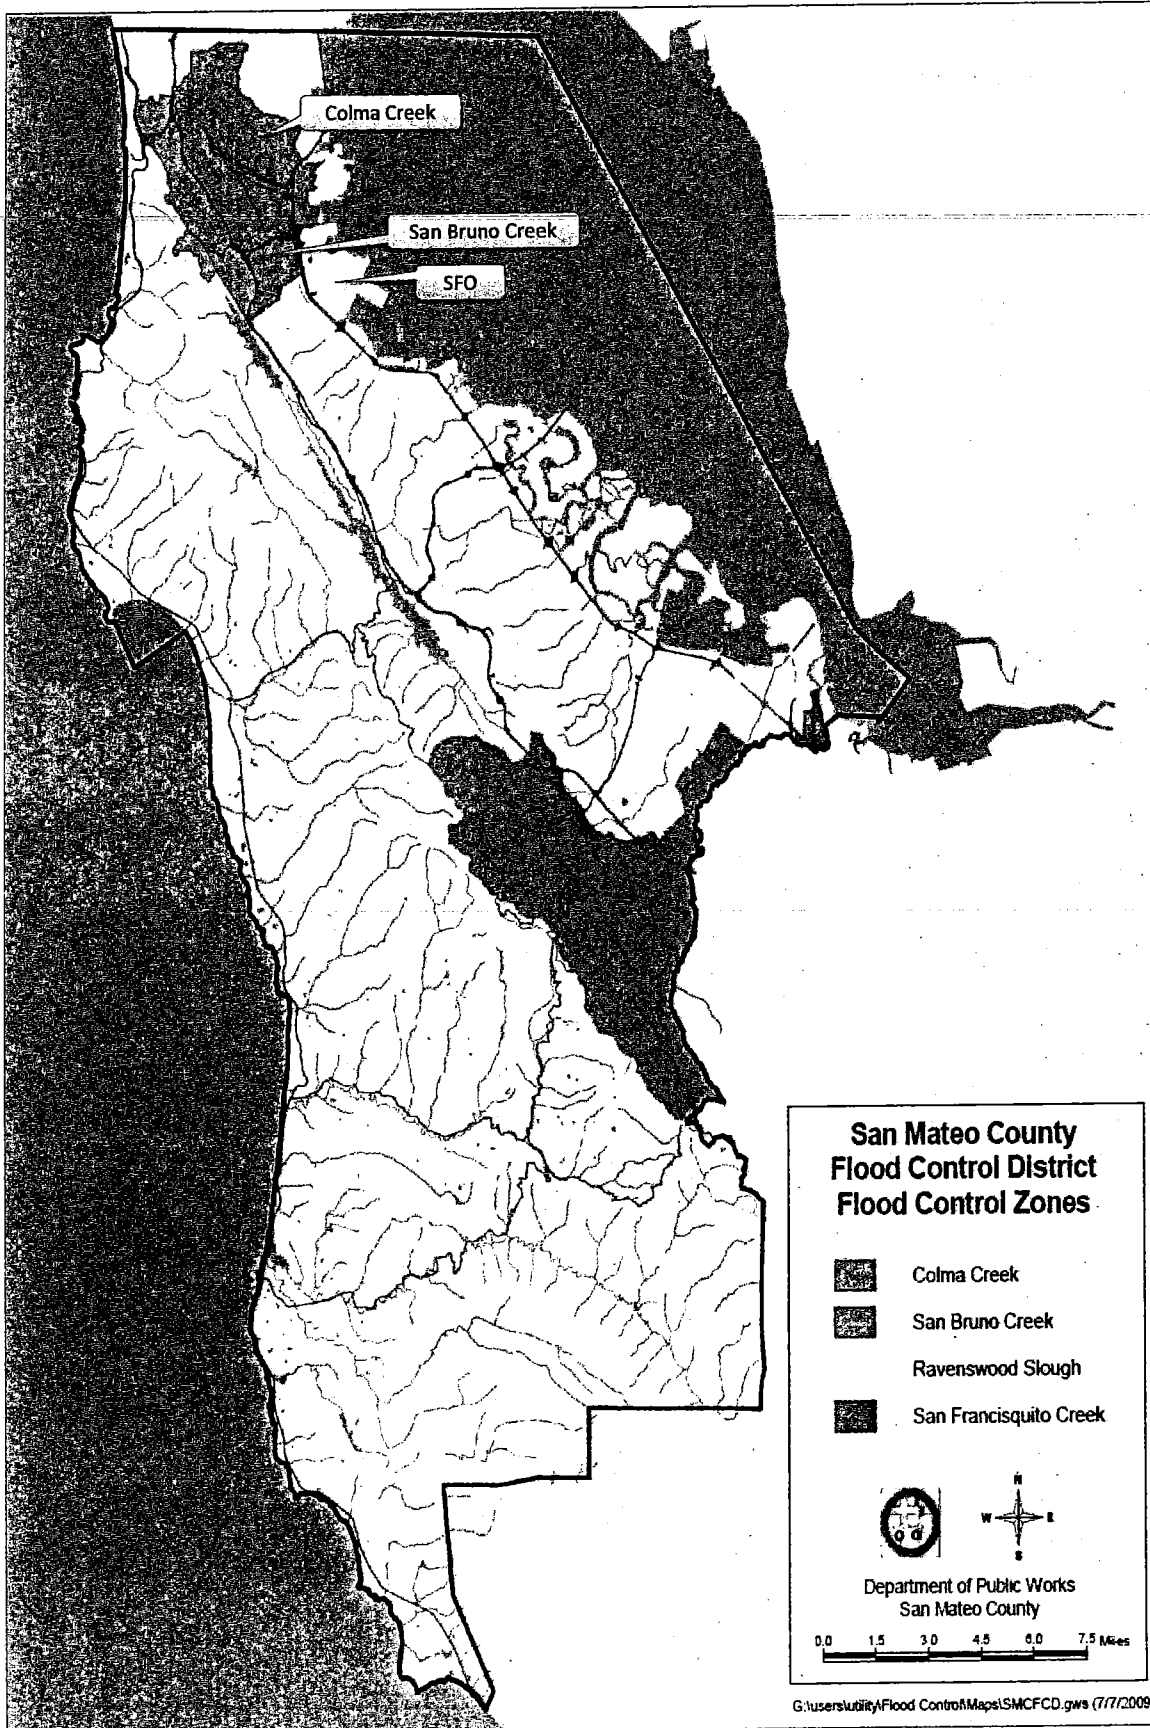 Colma Creek
San Bruno Creek
SFO
San Mateo County
Flood Control District
Flood Control Zones
Colma Creek
San Bruno Creek
Ravenswood Slough
San Francisquito Creek
N
W E
S
Department of Public Works
San Mateo County
0.0 1.5 3.0 4.5 6.0 7.5 Miles
G:\users\utility\Flood Control\Maps\SMCFCD.gws (7/7/2009